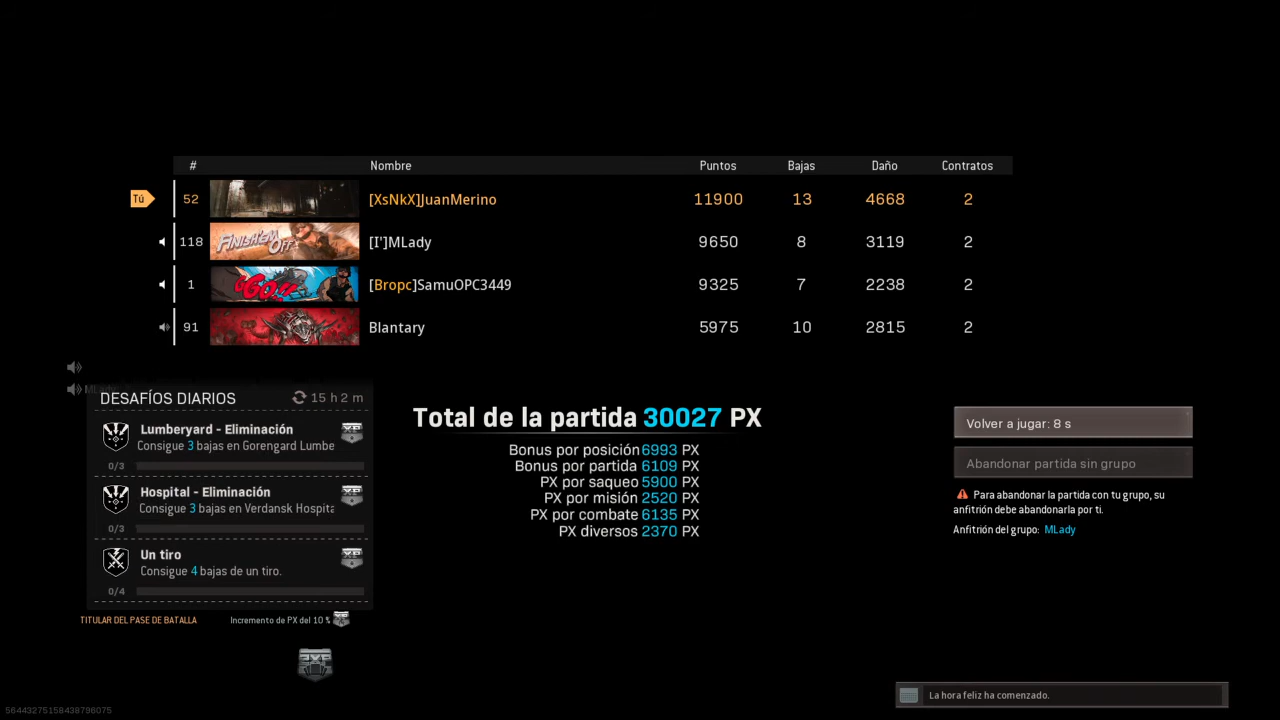 # Nombre Puntos Bajas Daño Contratos
Tú 52 [XsNkX]JuanMerino 11900 13 4668 2
118 FINISH'EM OFF [I']MLady 9650 8 3119 2
1 GO!! [Bropc]SamuOPC3449 9325 7 2238 2
91 Blantary 5975 10 2815 2
DESAFÍOS DIARIOS 15 h 2 m
Lumberyard - Eliminación
Consigue 3 bajas en Gorengard Lumbe
0/3
Hospital - Eliminación
Consigue 3 bajas en Verdansk Hospita
0/3
Un tiro
Consigue 4 bajas de un tiro.
0/4
TITULAR DEL PASE DE BATALLA Incremento de PX del 10 %
Total de la partida 30027 PX
Bonus por posición 6993 PX
Bonus por partida 6109 PX
PX por saqueo 5900 PX
PX por misión 2520 PX
PX por combate 6135 PX
PX diversos 2370 PX
Volver a jugar: 8 s
Abandonar partida sin grupo
Para abandonar la partida con tu grupo, su
anfitrión debe abandonarla por ti.
Anfitrión del grupo: MLady
La hora feliz ha comenzado.